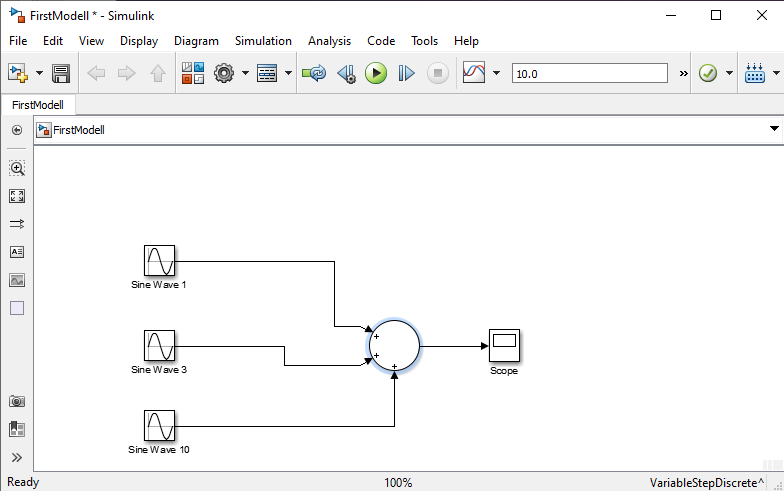 FirstModell * - Simulink
File Edit View Display Diagram Simulation Analysis Code Tools Help
10.0 »
FirstModell
FirstModell
Sine Wave 1
Sine Wave 3
Scope
Sine Wave 10
Ready 100% VariableStepDiscrete^